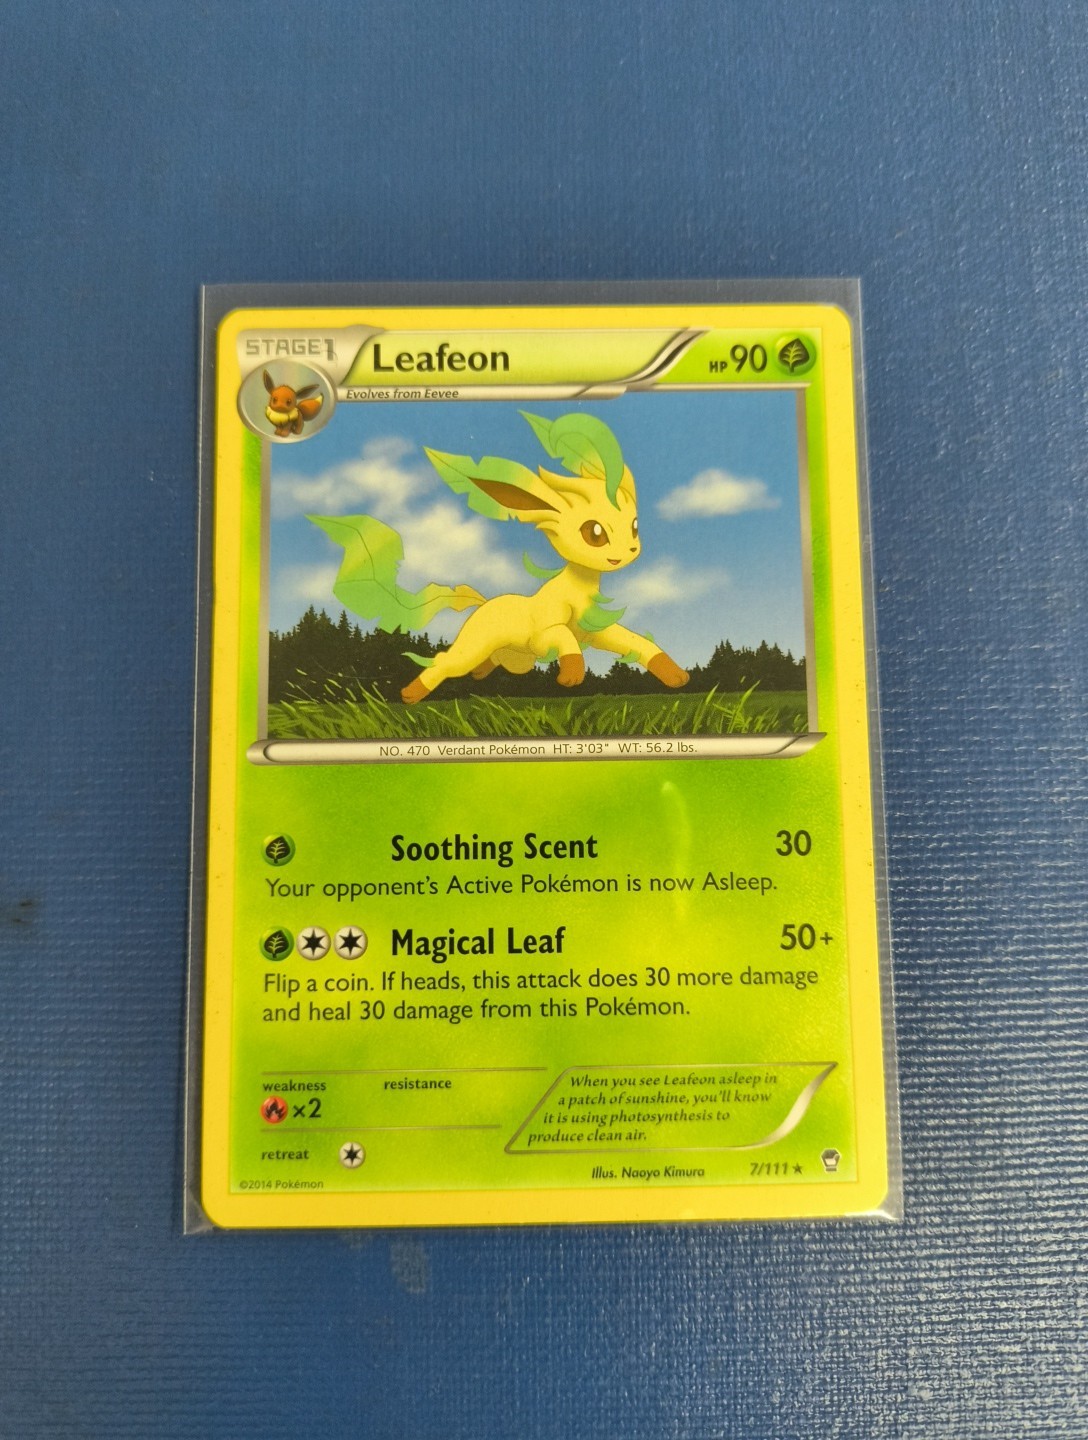 STAGE1
Leafeon
HP 90
Evolves from Eevee
NO. 470 Verdant Pokémon HT: 3'03" WT: 56.2 lbs.
Soothing Scent 30
Your opponent's Active Pokémon is now Asleep.
Magical Leaf 50+
Flip a coin. If heads, this attack does 30 more damage
and heal 30 damage from this Pokémon.
weakness resistance
×2
retreat
When you see Leafeon asleep in
a patch of sunshine, you'll know
it is using photosynthesis to
produce clean air.
Illus. Naoyo Kimura 7/111 ★
©2014 Pokémon